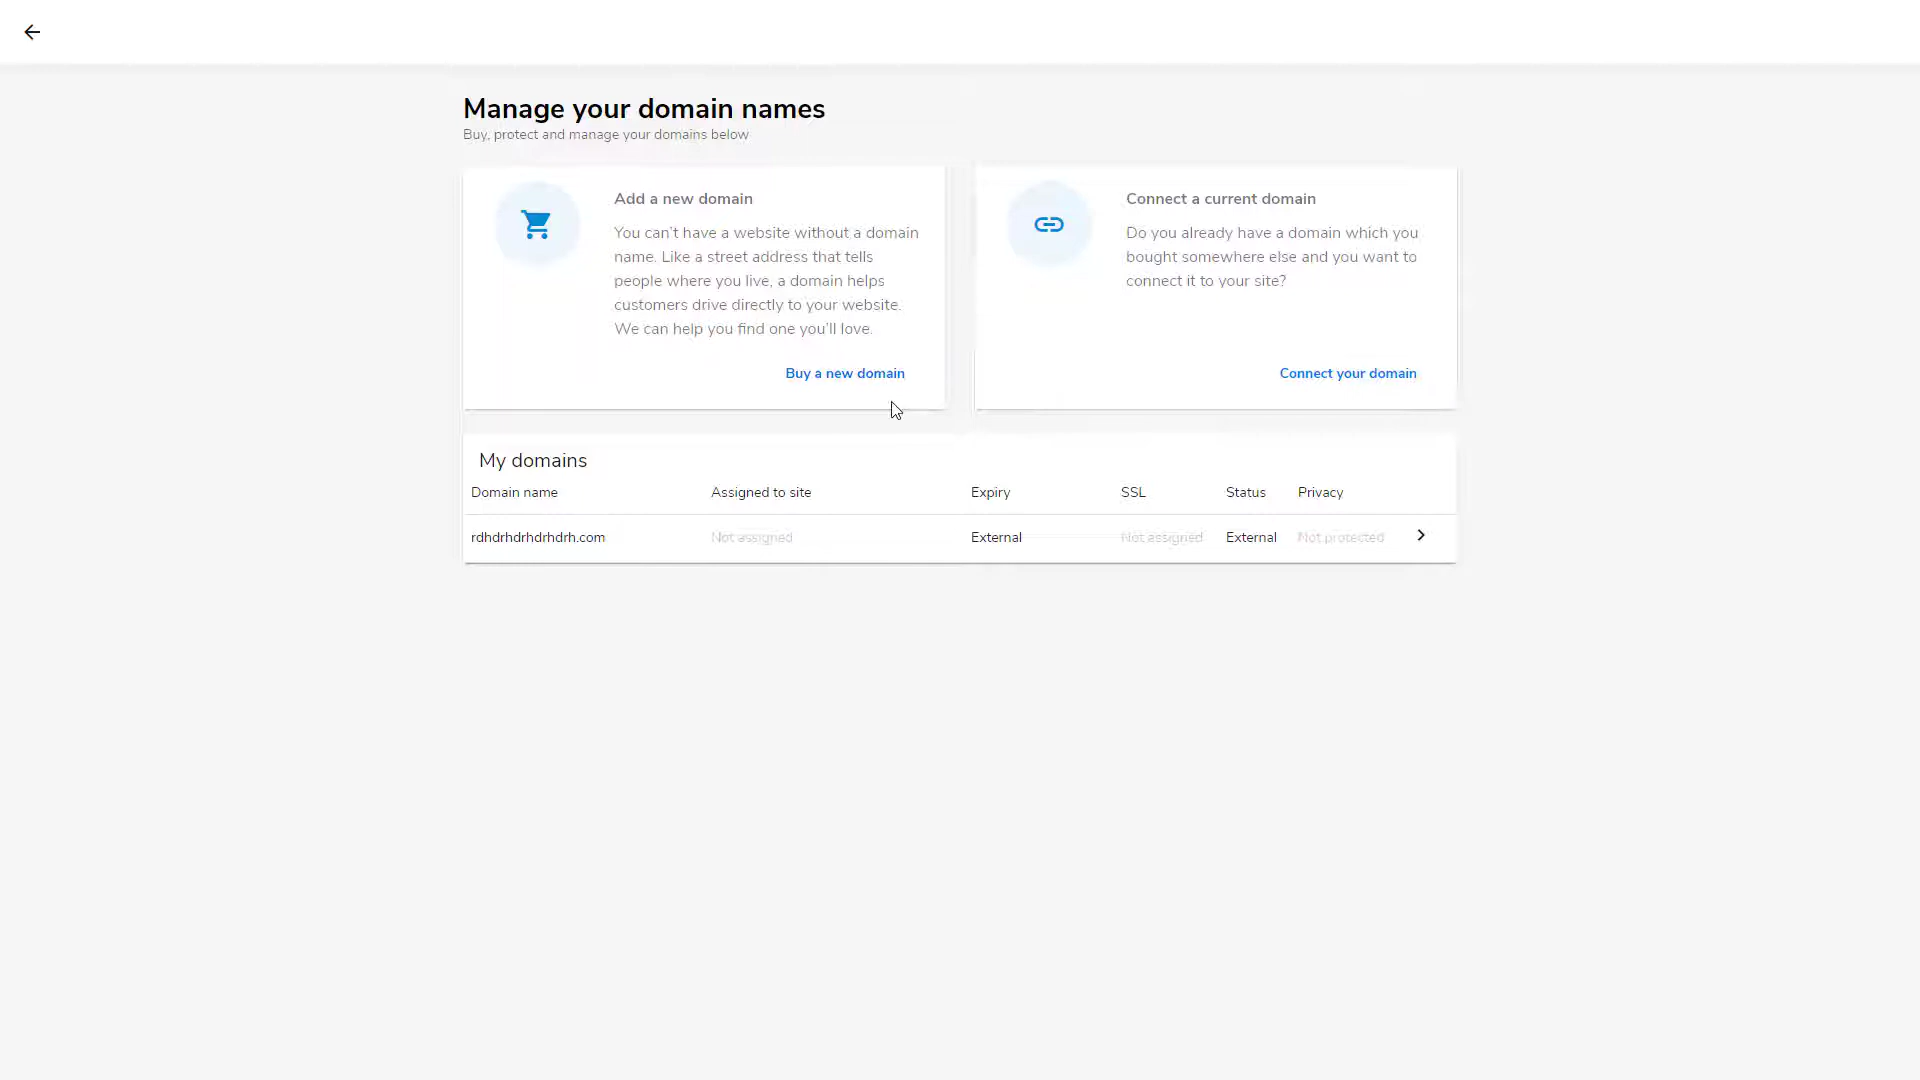 Manage your domain names
Buy, protect and manage your domains below
Add a new domain
You can't have a website without a domain
name. Like a street address that tells
people where you live, a domain helps
customers drive directly to your website.
We can help you find one you'll love.
Buy a new domain
Connect a current domain
Do you already have a domain which you
bought somewhere else and you want to
connect it to your site?
Connect your domain
My domains
Domain name Assigned to site Expiry SSL Status Privacy
rdhdrhdrhdrhdrh.com Not assigned External Not assigned External Not protected